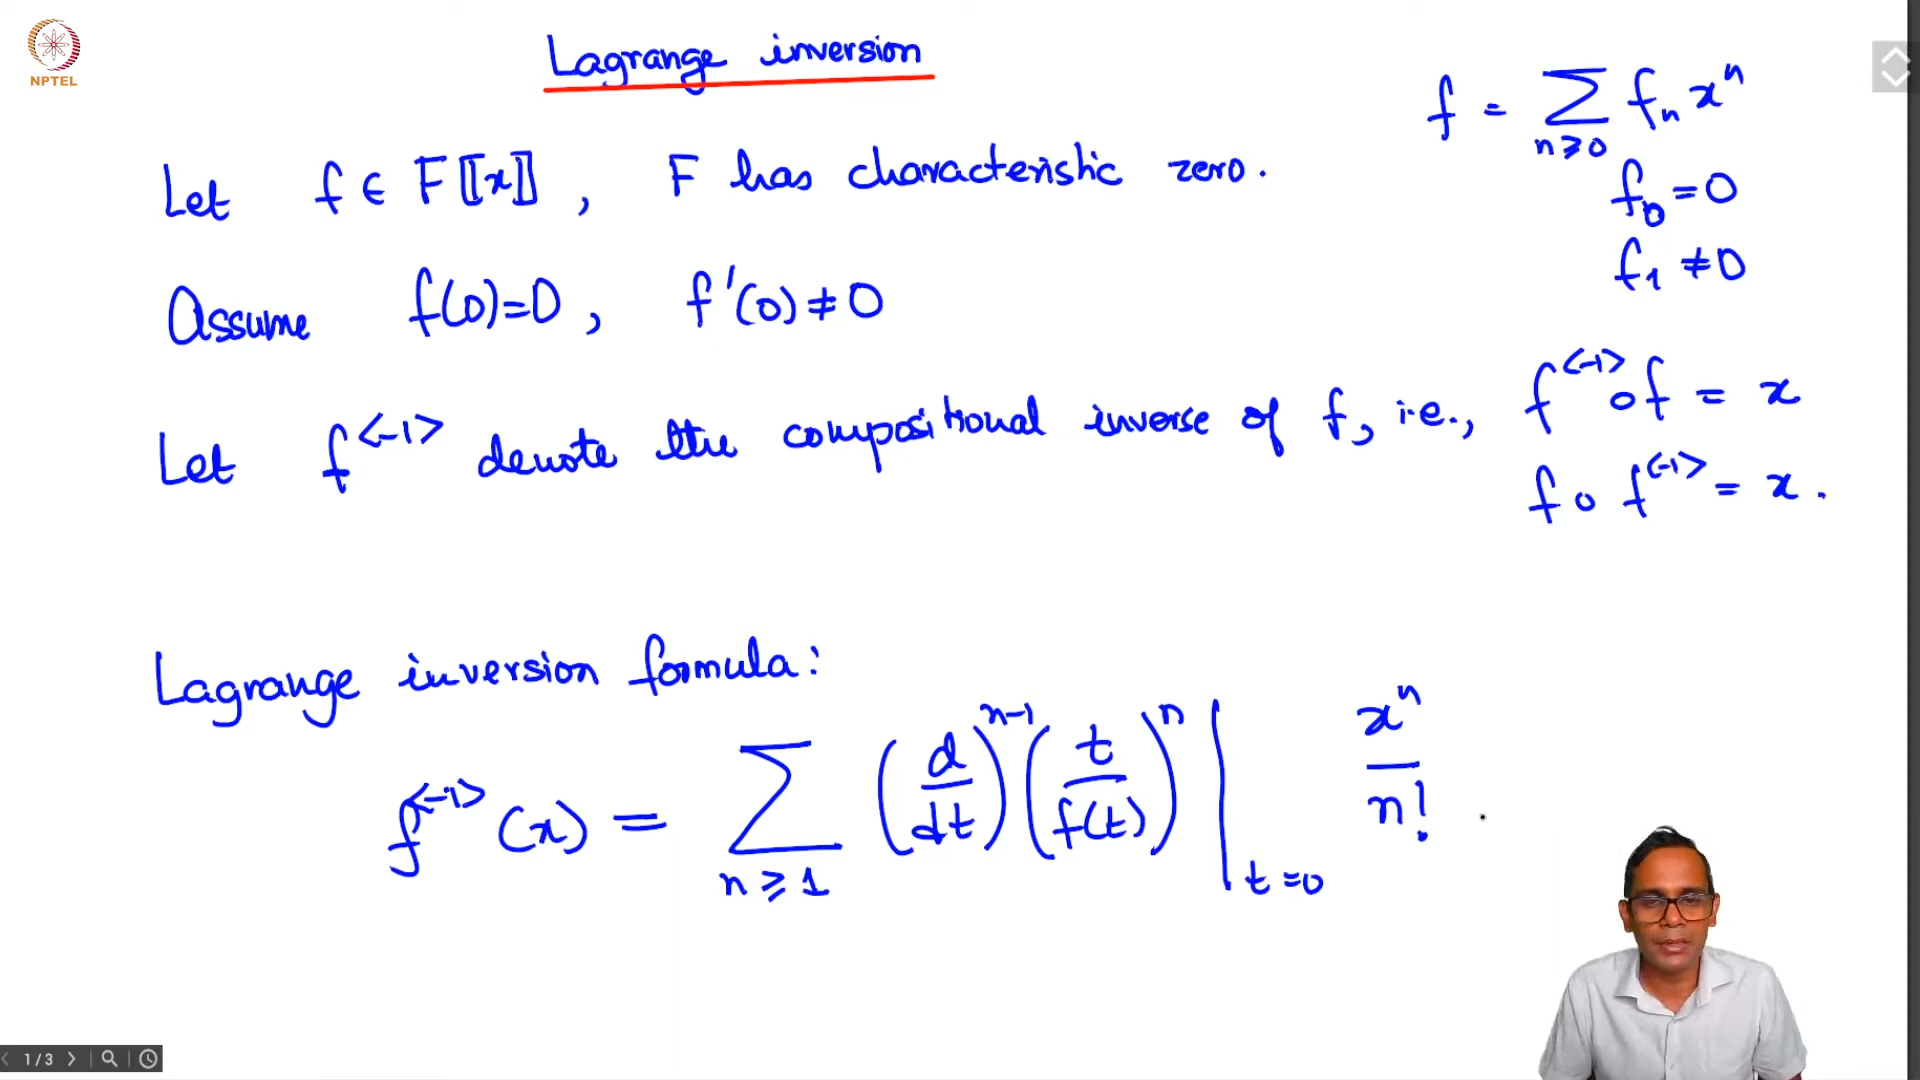 NPTEL
Lagrange inversion
f = ∑_{n≥0} f_n x^n
Let f ∈ F[[x]], F has characteristic zero.
f_0 = 0
f_1 ≠ 0
Assume f(0)=0, f'(0)≠0
Let f^{<-1>} denote the compositional inverse of f, i.e., f^{<-1>} o f = x
f o f^{<-1>} = x.
Lagrange inversion formula:
f^{<-1>}(x) = ∑_{n≥1} (d/dt)^{n-1} (t/f(t))^n |_{t=0} x^n/n! .
1/3